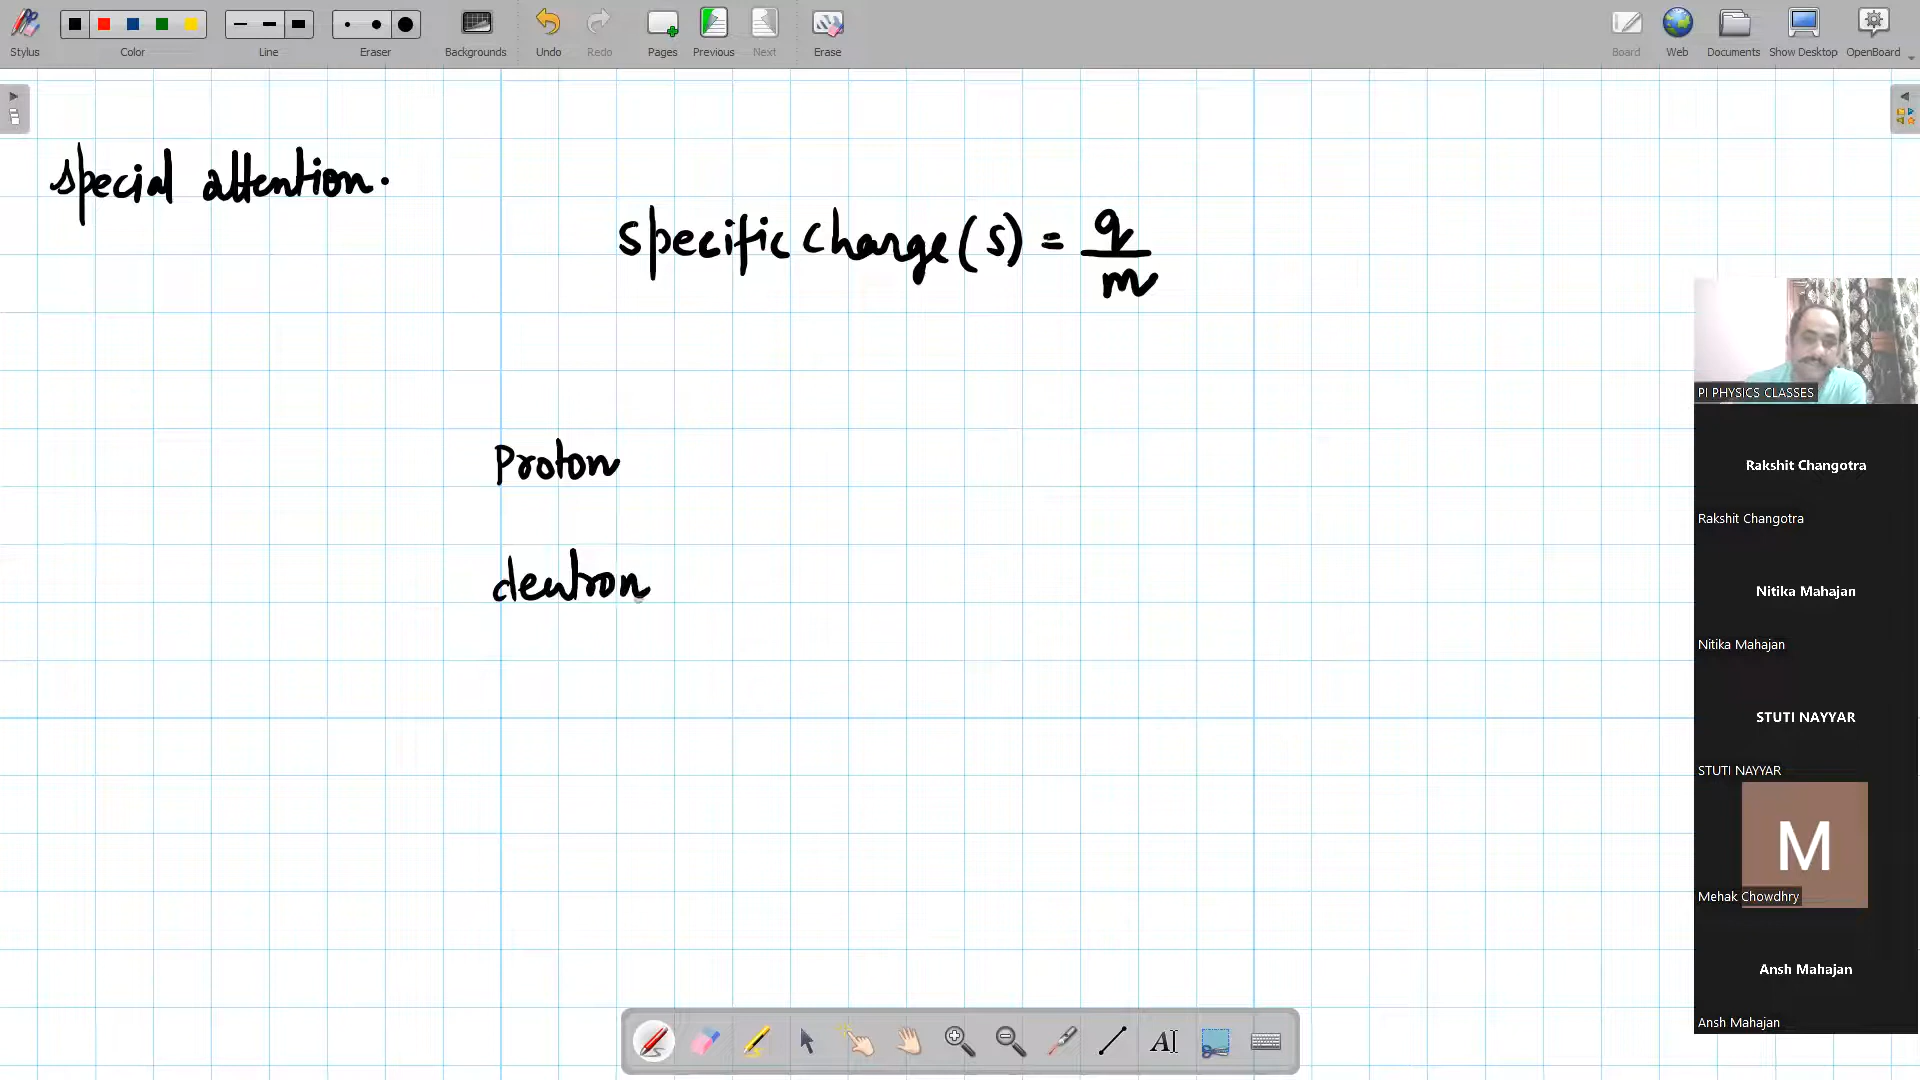 Stylus
Color
Line
Eraser
Backgrounds
Undo
Redo
Pages
Previous
Next
Erase
Board
Web
Documents
Show Desktop
OpenBoard
special attention.
specific charge (s) = q/m
Proton
deutron
PI PHYSICS CLASSES
Rakshit Changotra
Rakshit Changotra
Nitika Mahajan
Nitika Mahajan
STUTI NAYYAR
STUTI NAYYAR
M
Mehak Chowdhry
Ansh Mahajan
Ansh Mahajan